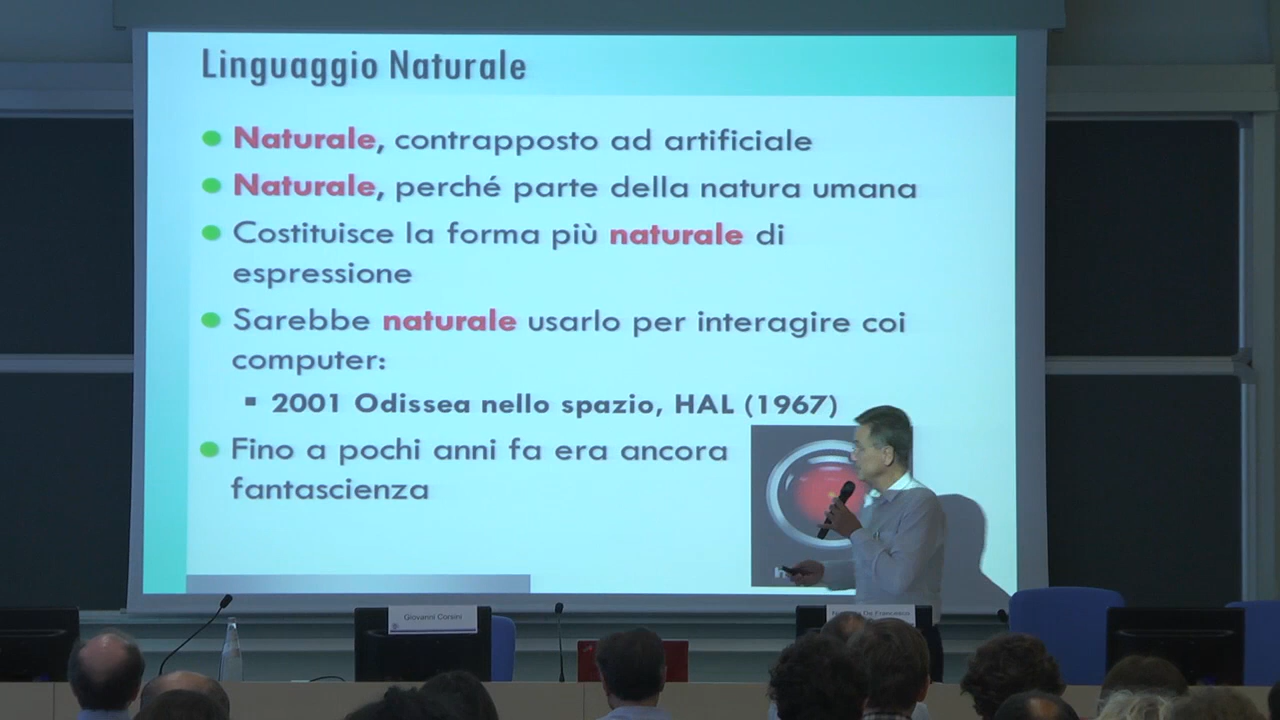 Linguaggio Naturale
Naturale, contrapposto ad artificiale
Naturale, perché parte della natura umana
Costituisce la forma più naturale di
espressione
Sarebbe naturale usarlo per interagire coi
computer:
2001 Odissea nello spazio, HAL (1967)
Fino a pochi anni fa era ancora
fantascienza
Giovanni Corsini
De Francesco